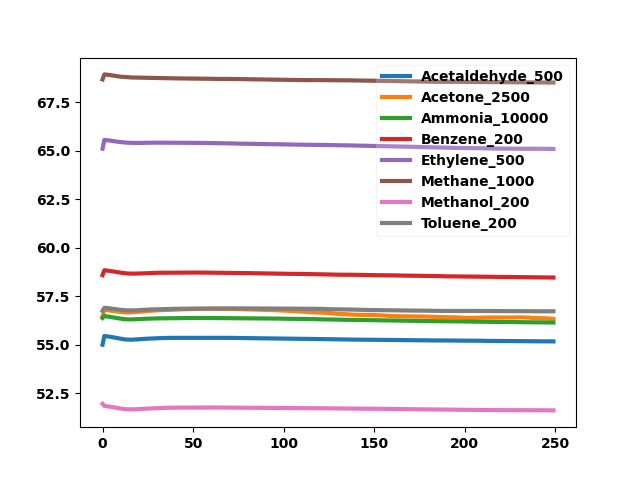 Acetaldehyde_500
Acetone_2500
Ammonia_10000
Benzene_200
Ethylene_500
Methane_1000
Methanol_200
Toluene_200
67.5
65.0
62.5
60.0
57.5
55.0
52.5
0 50 100 150 200 250